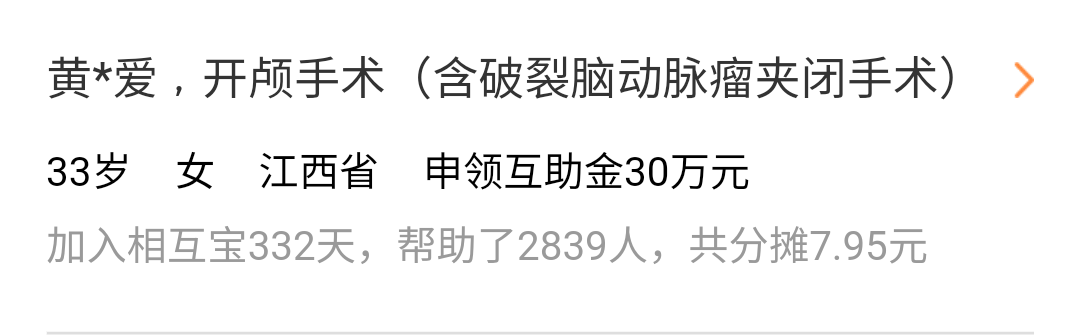 黄*爱，开颅手术（含破裂脑动脉瘤夹闭手术）
33岁 女 江西省 申领互助金30万元
加入相互宝332天，帮助了2839人，共分摊7.95元